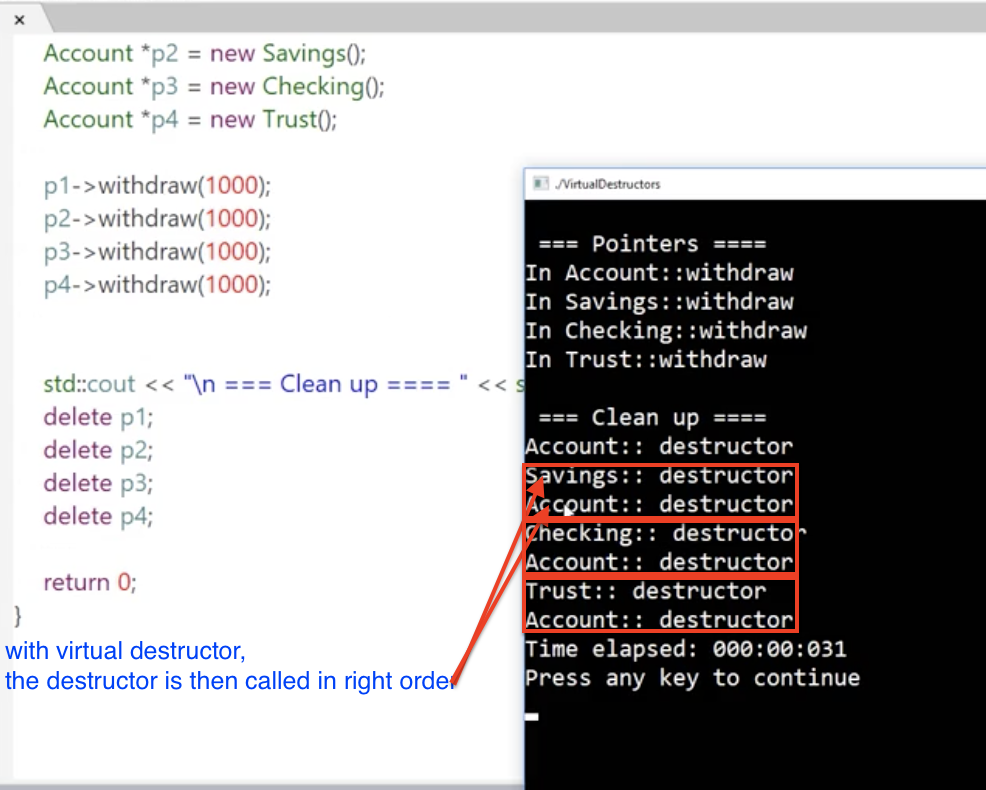 ×
Account *p2 = new Savings();
Account *p3 = new Checking();
Account *p4 = new Trust();
p1->withdraw(1000);
p2->withdraw(1000);
p3->withdraw(1000);
p4->withdraw(1000);
std::cout << "\n === Clean up ==== " << s
delete p1;
delete p2;
delete p3;
delete p4;
return 0;
}
with virtual destructor,
the destructor is then called in right order
./VirtualDestructors
=== Pointers ====
In Account::withdraw
In Savings::withdraw
In Checking::withdraw
In Trust::withdraw
=== Clean up ====
Account:: destructor
Savings:: destructor
Account:: destructor
Checking:: destructor
Account:: destructor
Trust:: destructor
Account:: destructor
Time elapsed: 000:00:031
Press any key to continue